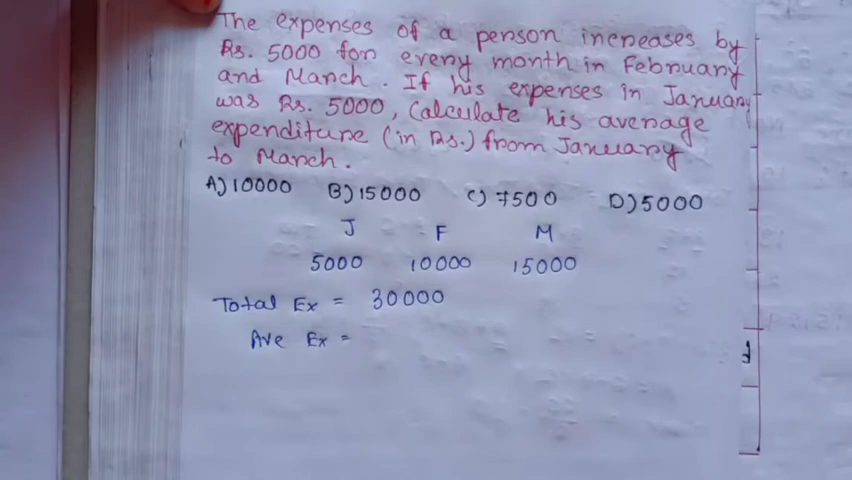 The expenses of a person increases by
Rs. 5000 for every month in February
and March. If his expenses in January
was Rs. 5000, Calculate his average
expenditure (in Rs.) from January
to March.
A) 10000 B) 15000 C) 7500 D) 5000
J F M
5000 10000 15000
Total Ex = 30000
Ave Ex =